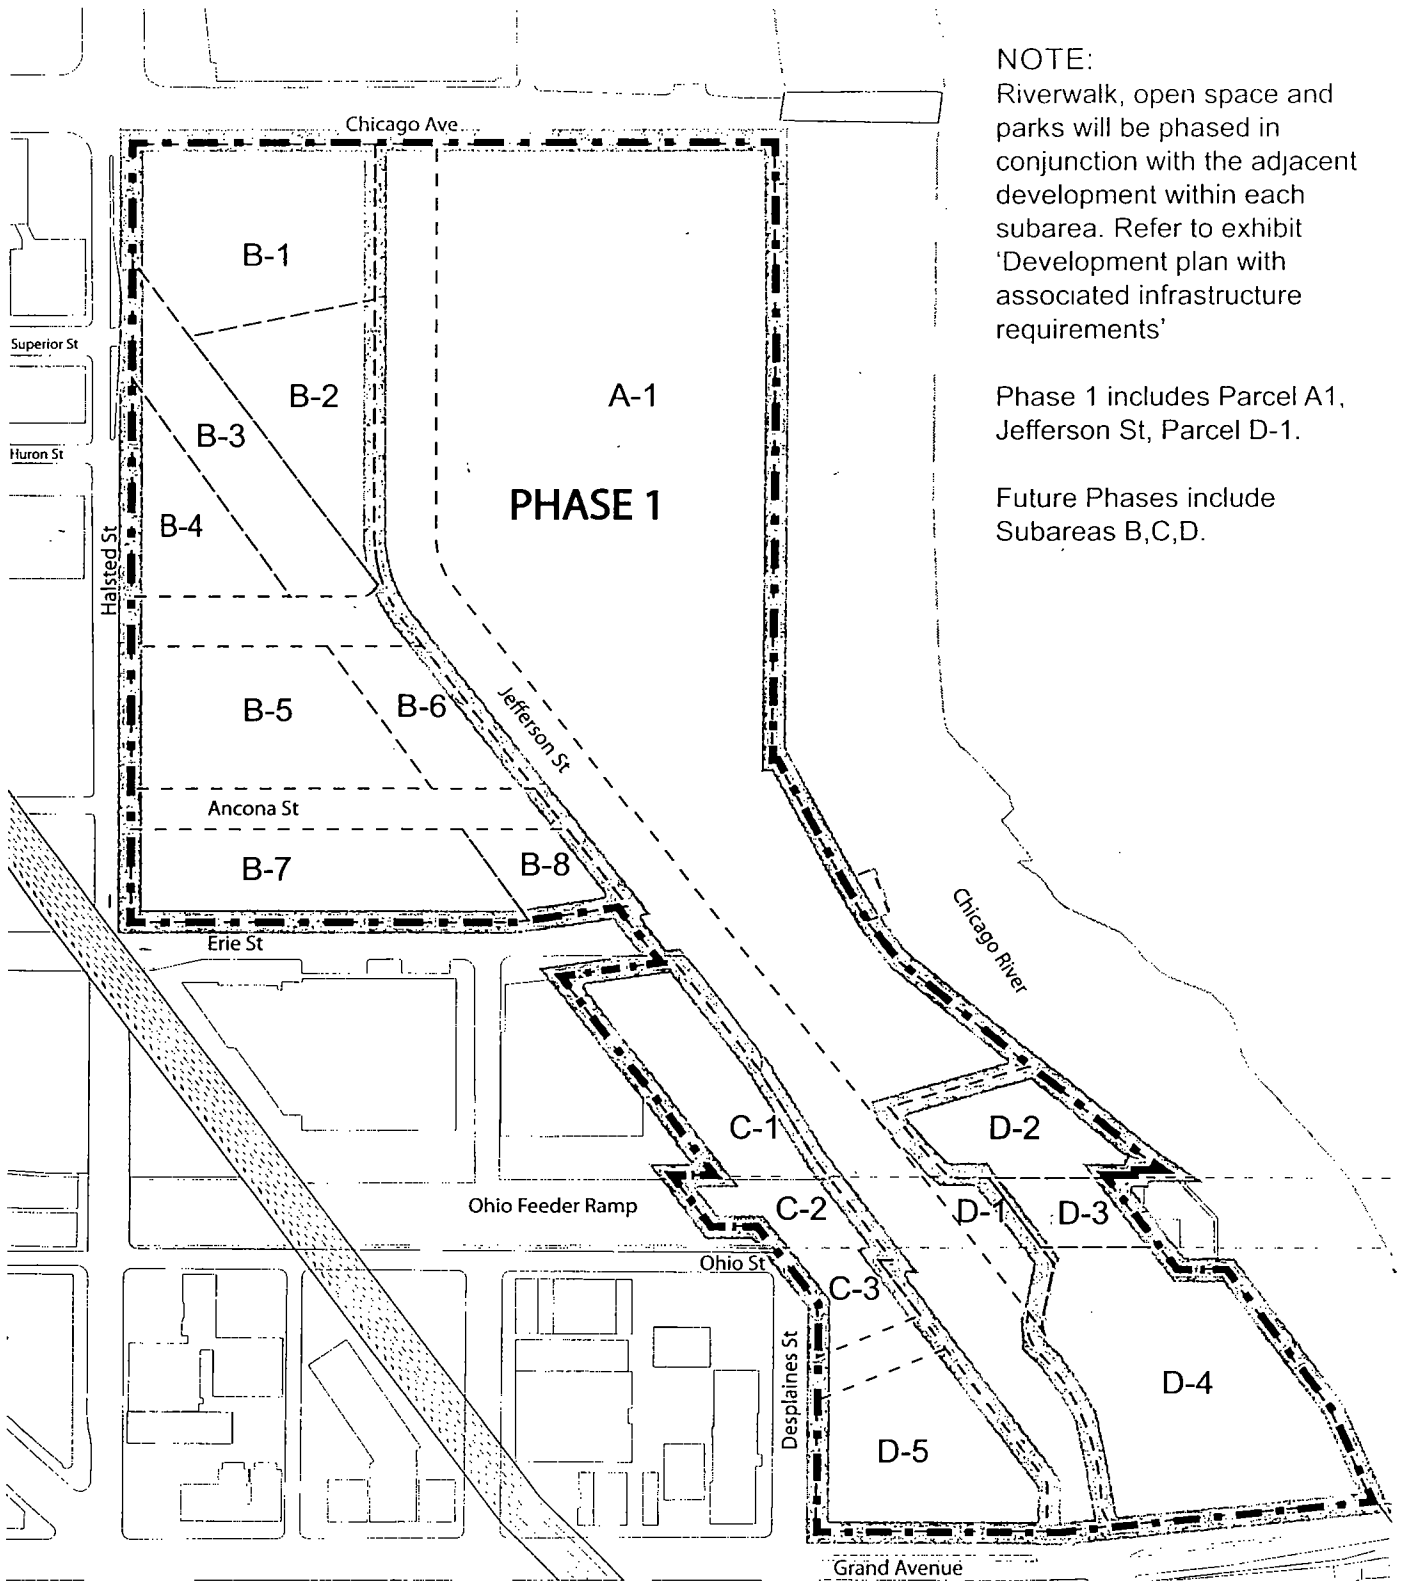 NOTE:
Riverwalk, open space and
parks will be phased in
conjunction with the adjacent
development within each
subarea. Refer to exhibit
‘Development plan with
associated infrastructure
requirements’
Phase 1 includes Parcel A1,
Jefferson St, Parcel D-1.
Future Phases include
Subareas B,C,D.
Chicago Ave
B-1
Superior St
B-2
A-1
B-3
Huron St
PHASE 1
B-4
Halsted St
B-5
B-6
Jefferson St
Ancona St
B-7
B-8
Erie St
Chicago River
C-1
D-2
Ohio Feeder Ramp
C-2
D-1
D-3
Ohio St
C-3
Desplaines St
D-4
D-5
Grand Avenue